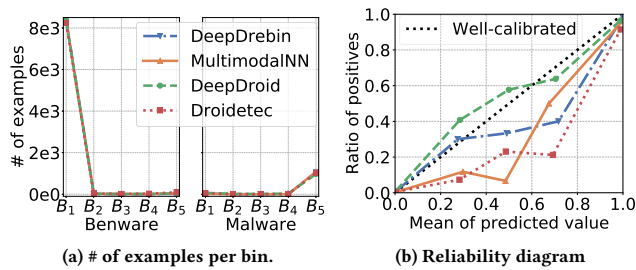 8e3
6e3
4e3
2e3
0e0
# of examples
B1 B2 B3 B4 B5
Benware
B1 B2 B3 B4 B5
Malware
DeepDrebin
MultimodalNN
DeepDroid
Droidetec
(a) # of examples per bin.
1.0
0.8
0.6
0.4
0.2
0.0
Ratio of positives
Well-calibrated
0.0 0.2 0.4 0.6 0.8 1.0
Mean of predicted value
(b) Reliability diagram